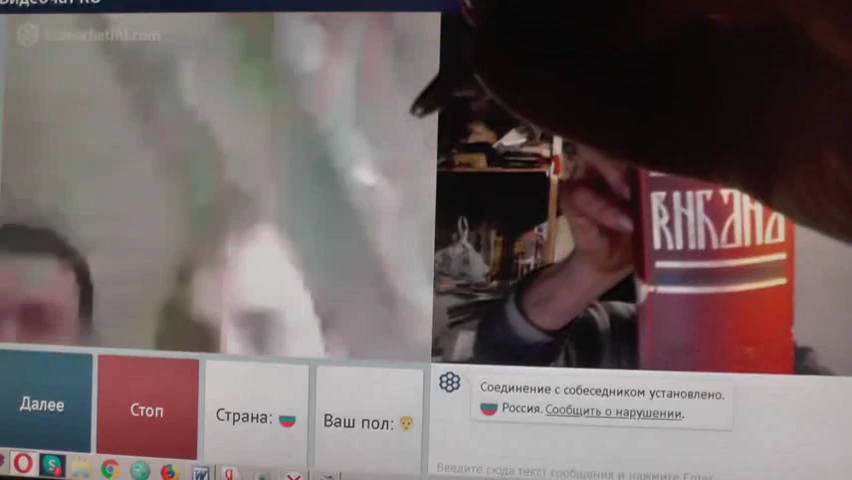 Видеочат RU
videochatru.com
ВИКАНА
Далее
Стоп
Страна:
Ваш пол:
Соединение с собеседником установлено.
Россия. Сообщить о нарушении.
Введите сюда текст сообщения и нажмите Enter